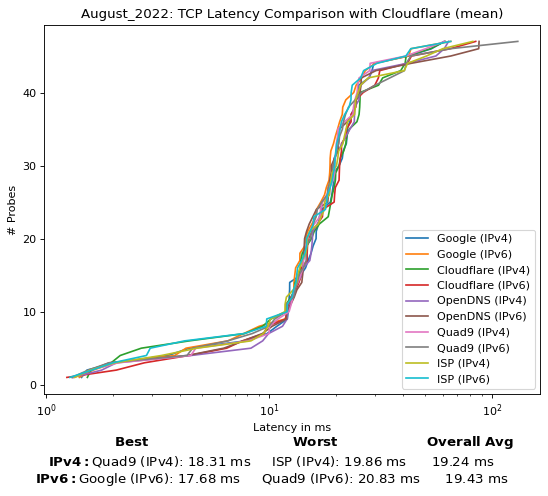 August_2022: TCP Latency Comparison with Cloudflare (mean)
# Probes
40
30
20
10
0
Google (IPv4)
Google (IPv6)
Cloudflare (IPv4)
Cloudflare (IPv6)
OpenDNS (IPv4)
OpenDNS (IPv6)
Quad9 (IPv4)
Quad9 (IPv6)
ISP (IPv4)
ISP (IPv6)
10⁰ 10¹ 10²
Latency in ms
Best Worst Overall Avg
IPv4: Quad9 (IPv4): 18.31 ms ISP (IPv4): 19.86 ms 19.24 ms
IPv6: Google (IPv6): 17.68 ms Quad9 (IPv6): 20.83 ms 19.43 ms